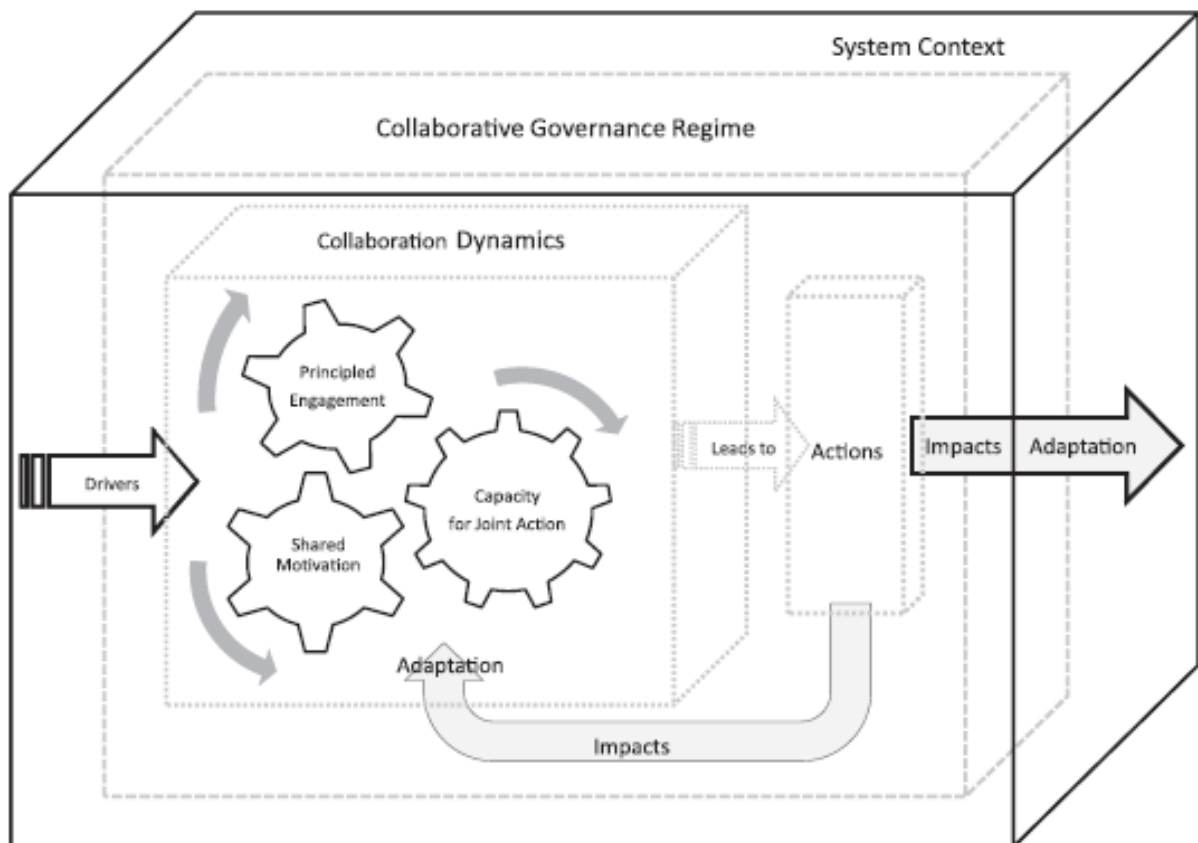 System Context
Collaborative Governance Regime
Collaboration Dynamics
Principled
Engagement
Drivers
Shared
Motivation
Capacity
for Joint Action
Leads to
Actions
Impacts
Adaptation
Adaptation
Impacts